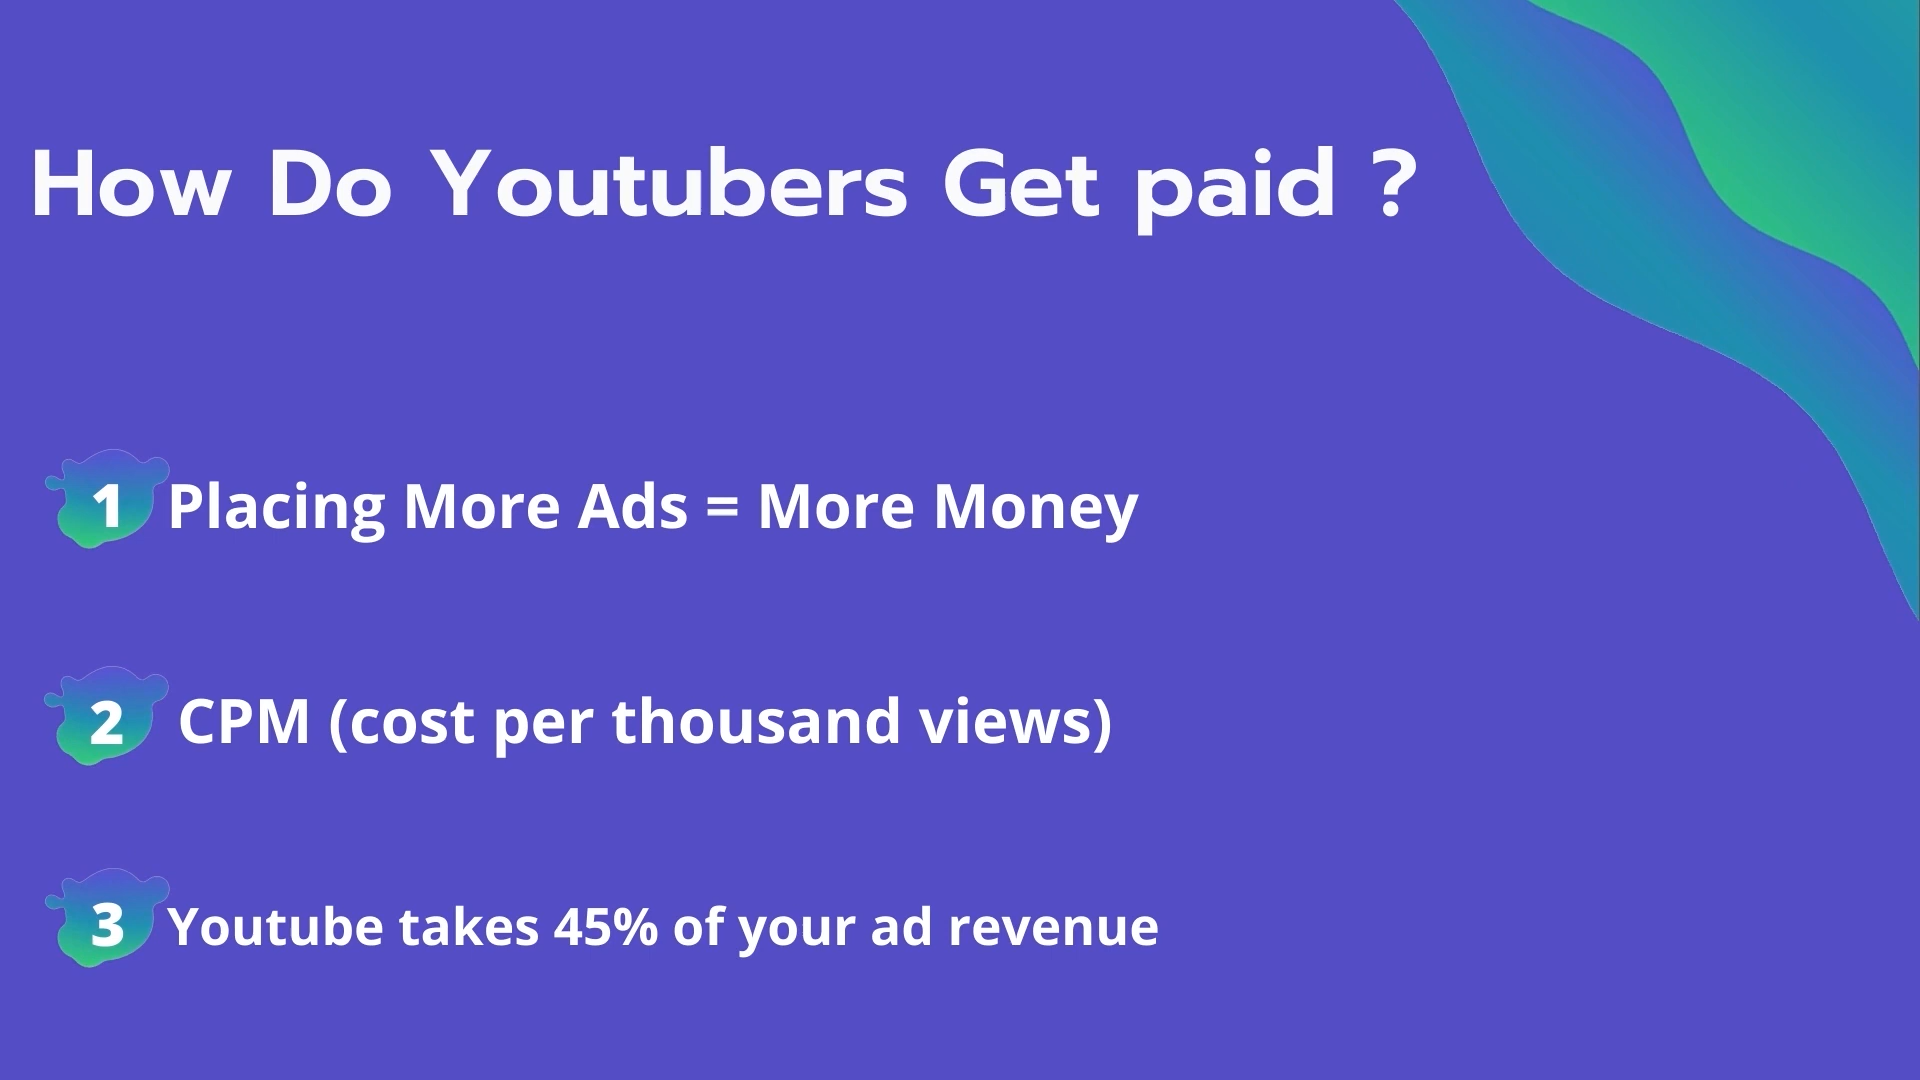 How Do Youtubers Get paid ?
1 Placing More Ads = More Money
2 CPM (cost per thousand views)
3 Youtube takes 45% of your ad revenue